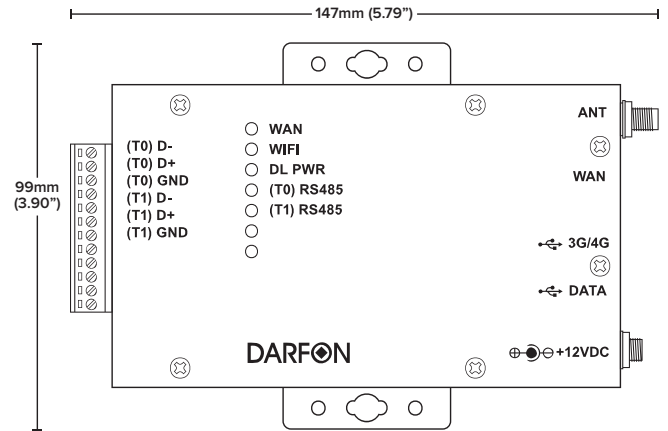 147mm (5.79”)
99mm
(3.90”)
(T0) D-
(T0) D+
(T0) GND
(T1) D-
(T1) D+
(T1) GND
WAN
WIFI
DL PWR
(T0) RS485
(T1) RS485
ANT
WAN
3G/4G
DATA
+12VDC
DARFON